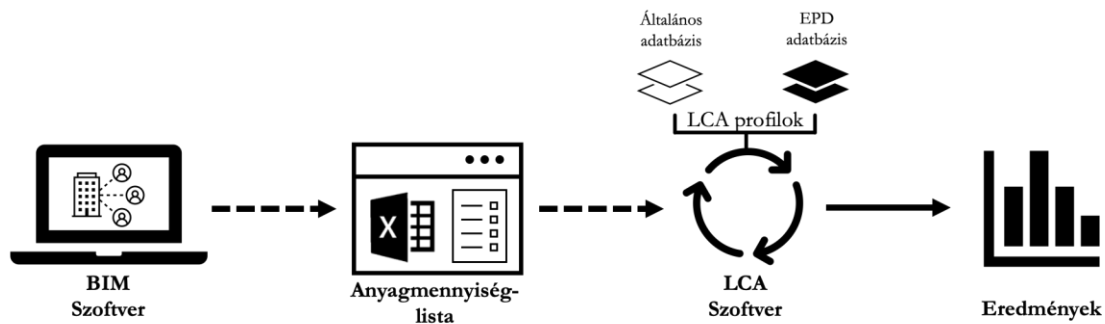 Általános
adatbázis
EPD
adatbázis
LCA profilok
X
BIM
Szoftver
Anyagmennyiség-
lista
LCA
Szoftver
Eredmények